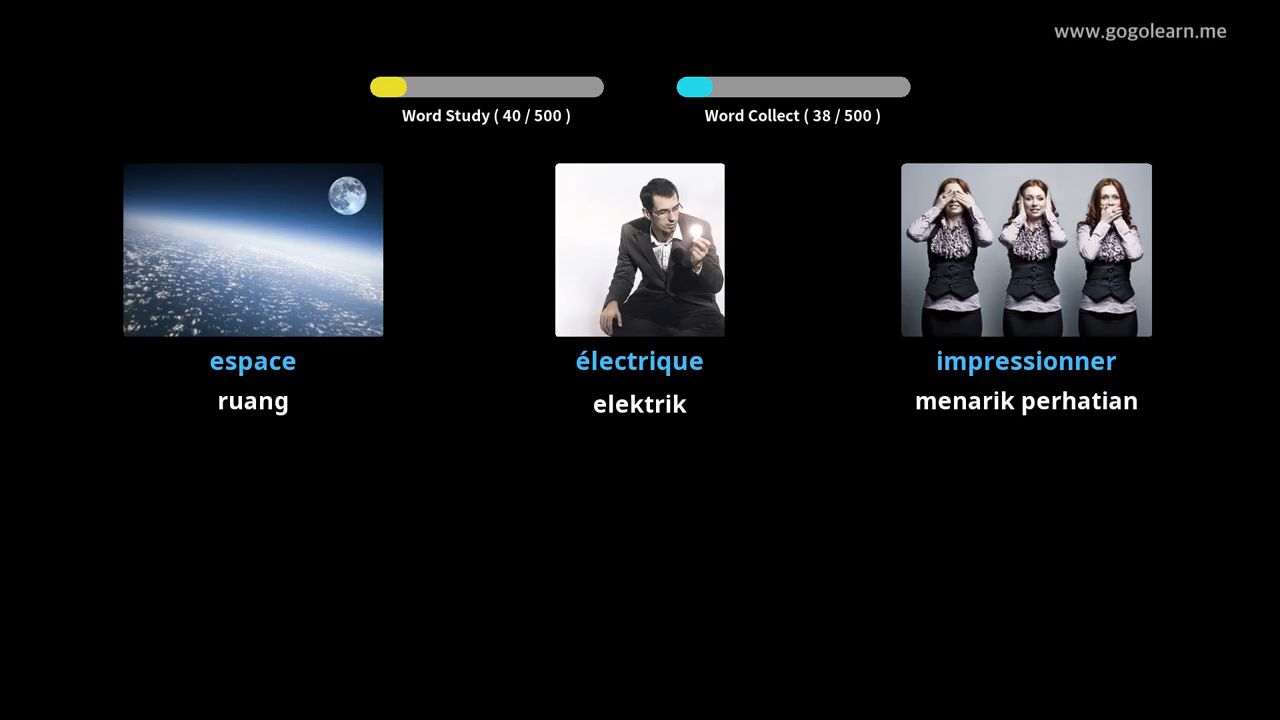 www.gogolearn.me
Word Study ( 40 / 500 )
Word Collect ( 38 / 500 )
espace
électrique
impressionner
ruang
elektrik
menarik perhatian